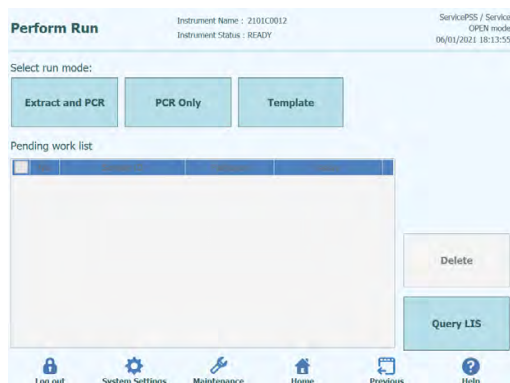 Perform Run
Instrument Name : 2101C0012
Instrument Status : READY
ServicePSS / Service
OPEN mode
06/01/2021 18:13:55
Select run mode:
Extract and PCR
PCR Only
Template
Pending work list
Delete
Query LIS
Log out
System Settings
Maintenance
Home
Previous
Help